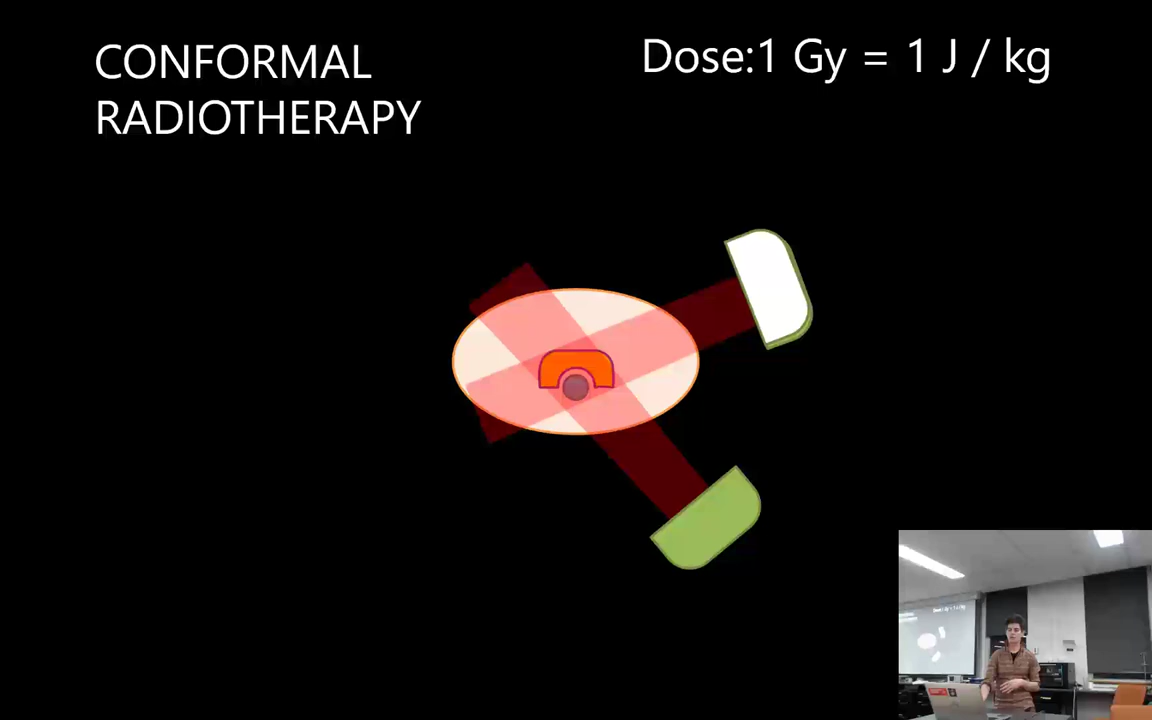 CONFORMAL
RADIOTHERAPY
Dose:1 Gy = 1 J / kg